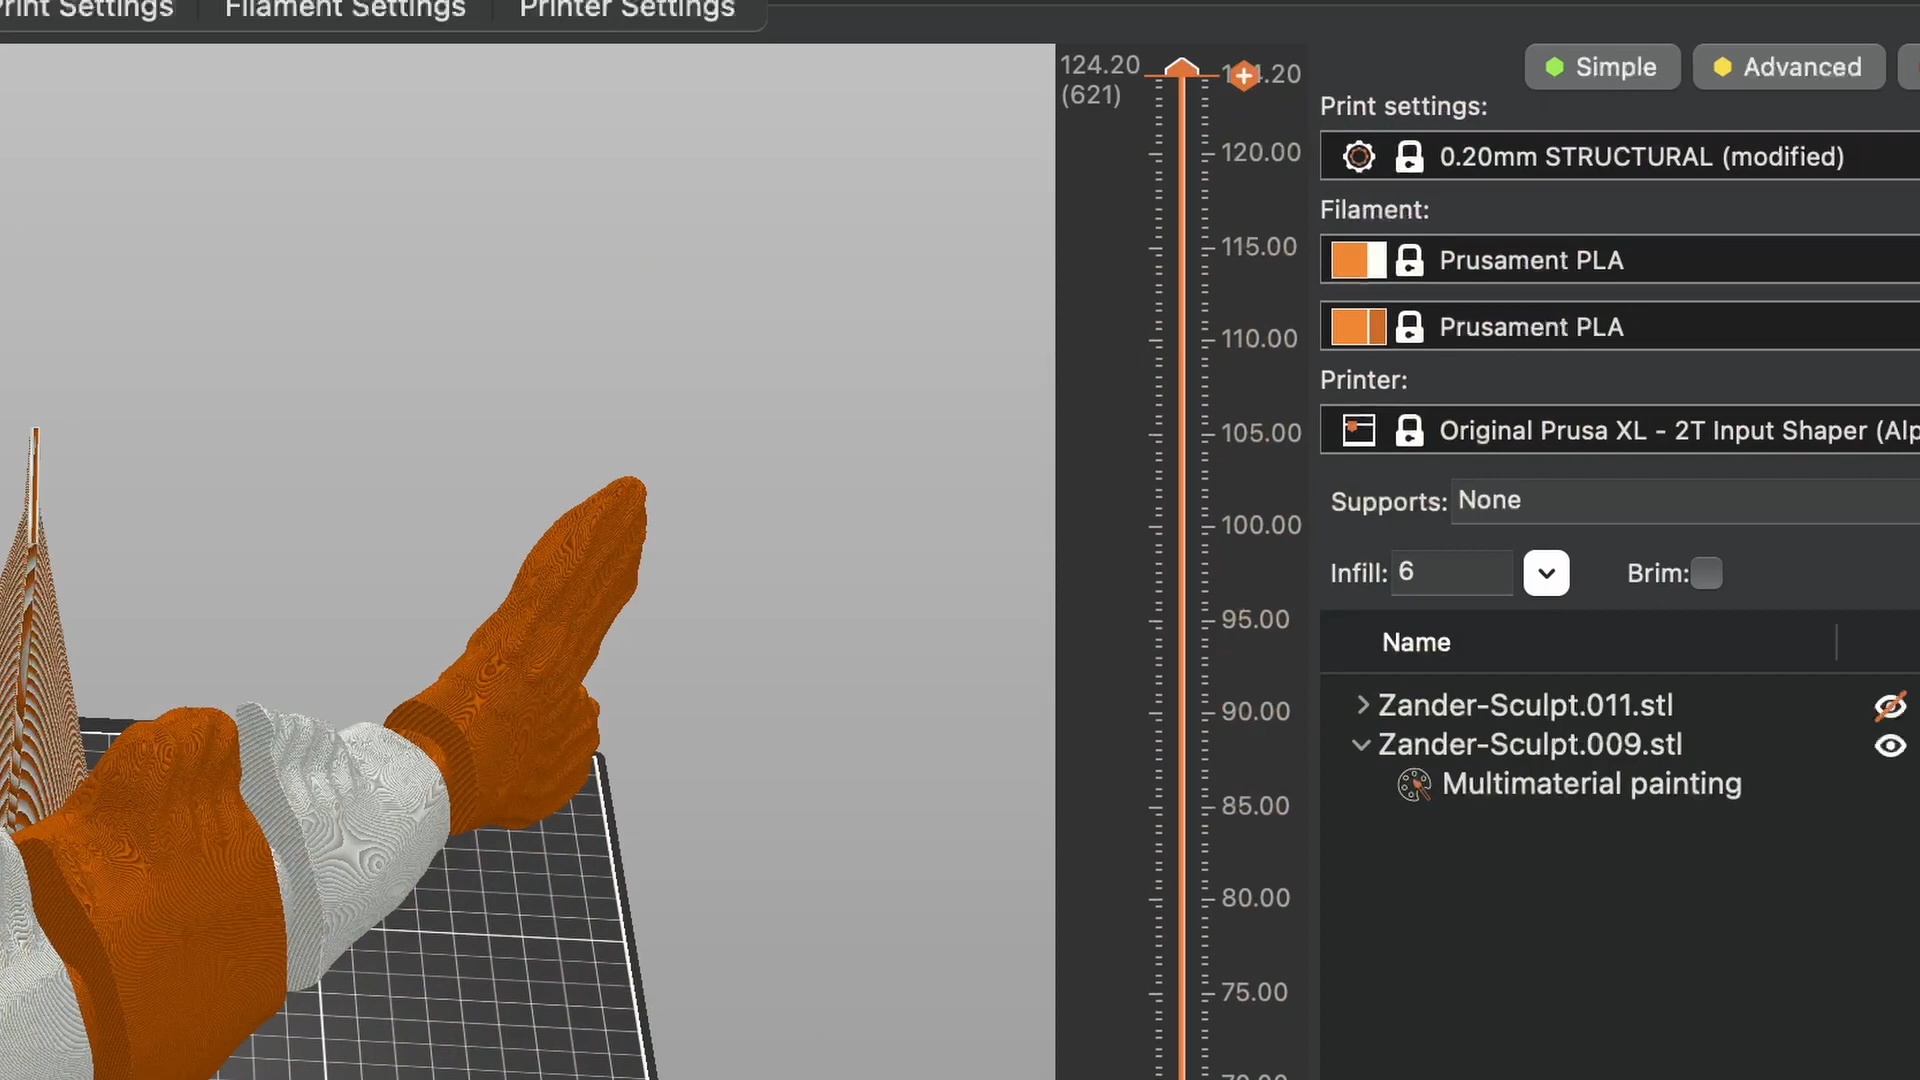 Print Settings
Filament Settings
Printer Settings
124.20
(621)
120.00
115.00
110.00
105.00
100.00
95.00
90.00
85.00
80.00
75.00
Simple
Advanced
Print settings:
0.20mm STRUCTURAL (modified)
Filament:
Prusament PLA
Prusament PLA
Printer:
Original Prusa XL - 2T Input Shaper (Alp
Supports: None
Infill: 6
Brim:
Name
Zander-Sculpt.011.stl
Zander-Sculpt.009.stl
Multimaterial painting